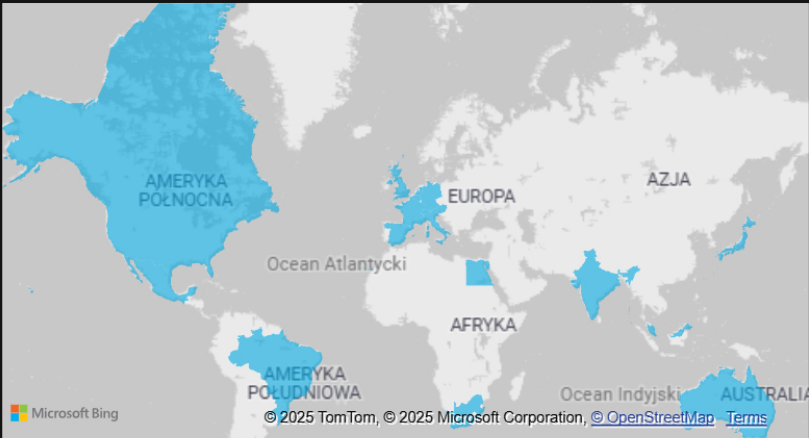 AZJA
AMERYKA
PÓŁNOCNA
EUROPA
Ocean Atlantycki
AFRYKA
AMERYKA
POŁUDNIOWA
Ocean Indyjski
AUSTRALIA
Microsoft Bing
© 2025 TomTom, © 2025 Microsoft Corporation, © OpenStreetMap Terms